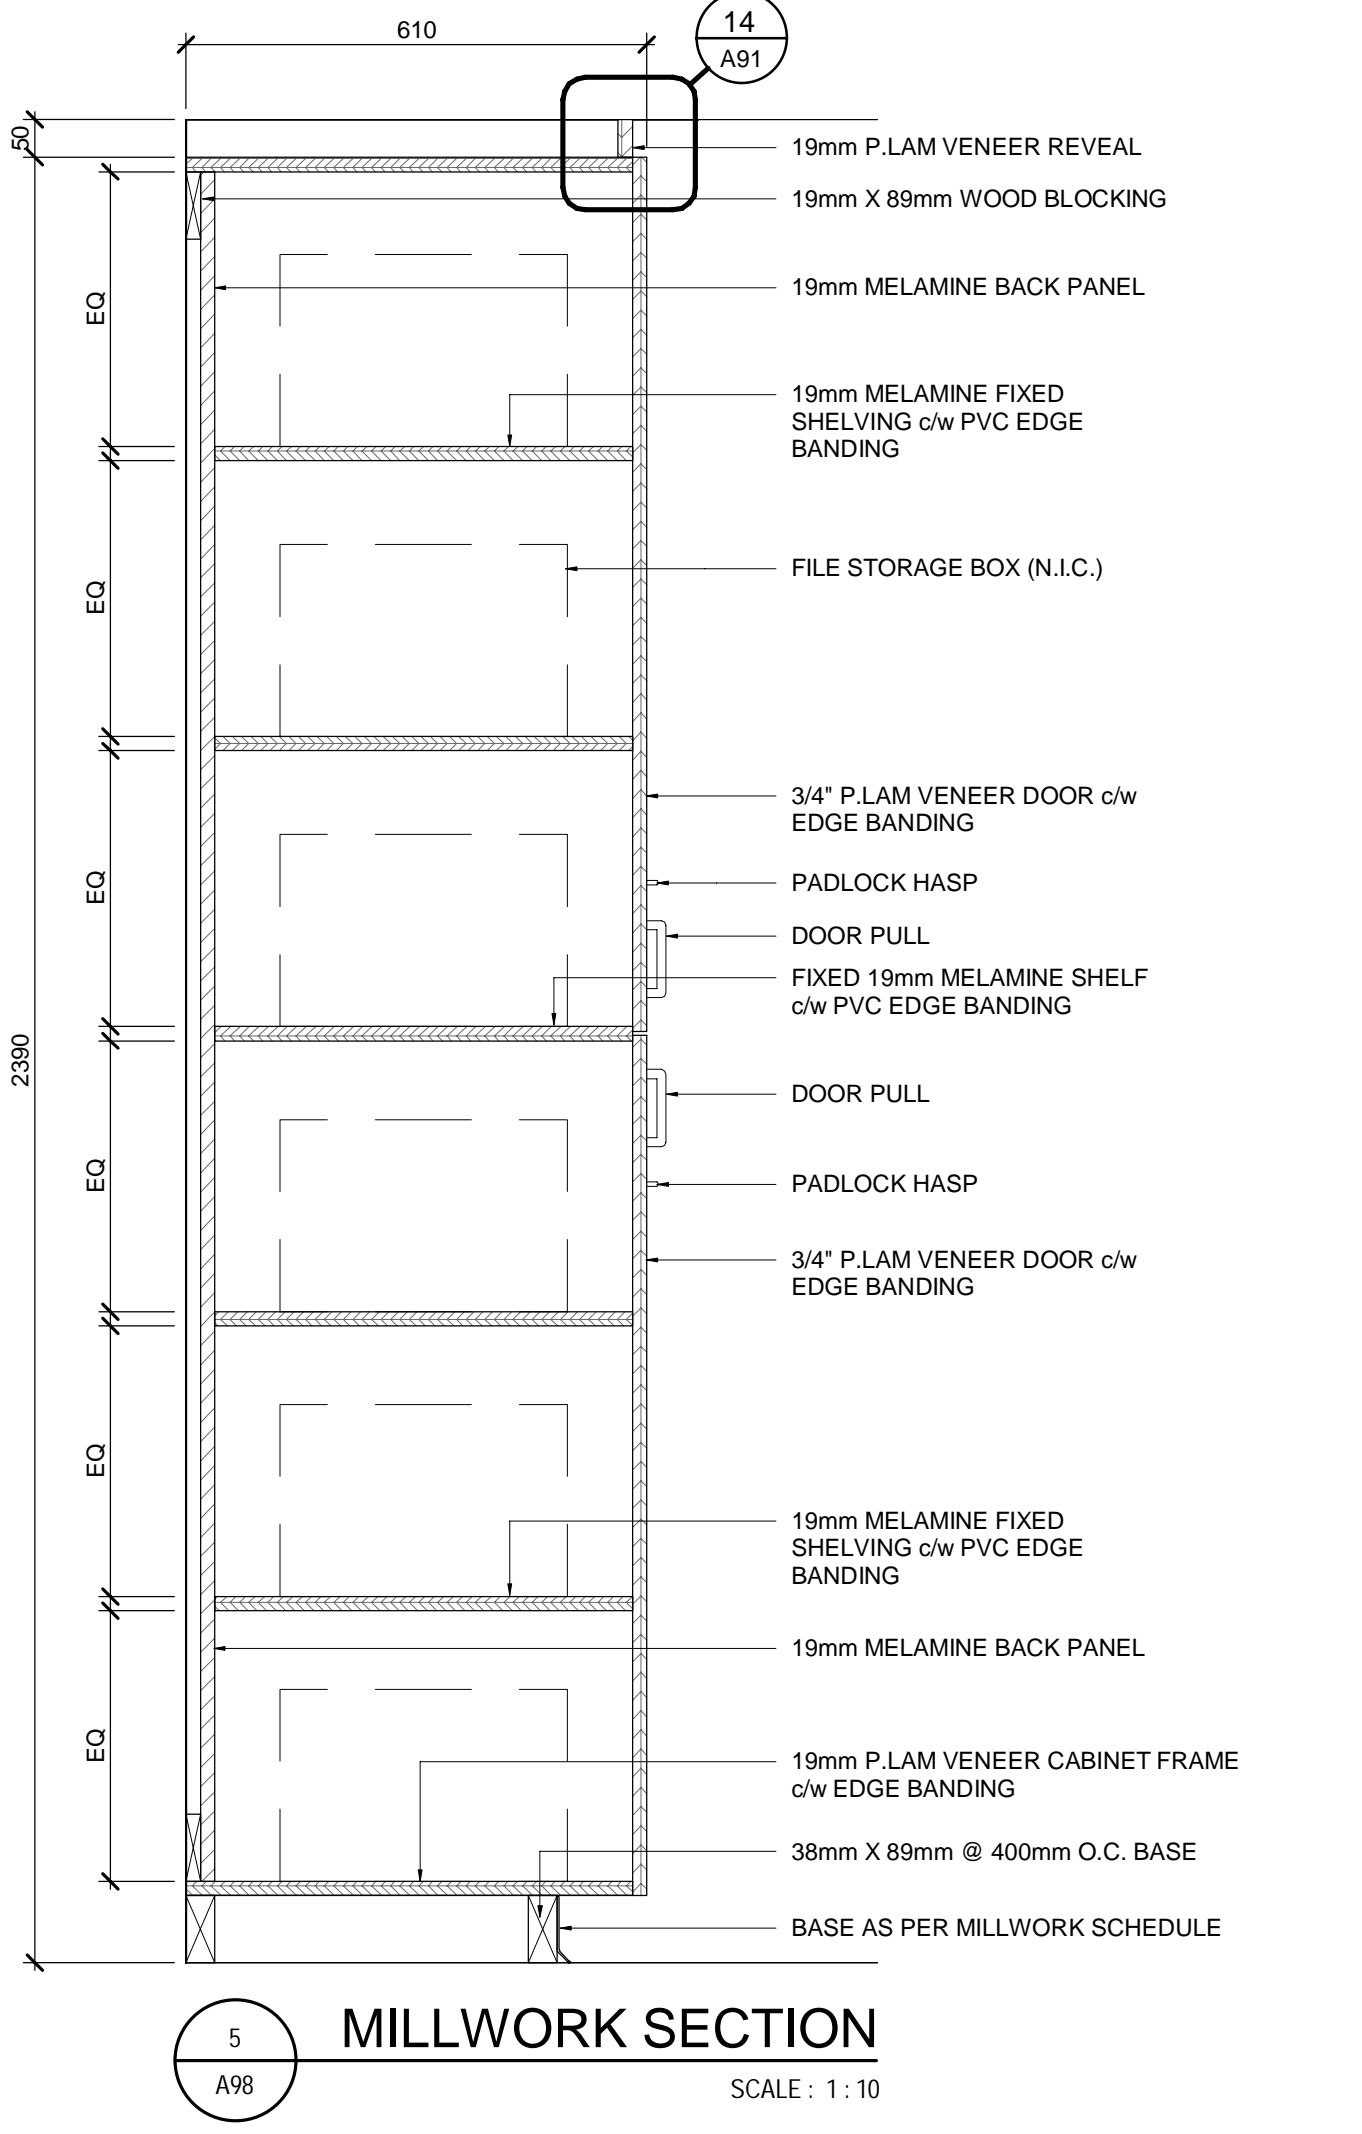 610
14
A91
50
19mm P.LAM VENEER REVEAL
19mm X 89mm WOOD BLOCKING
19mm MELAMINE BACK PANEL
EQ
19mm MELAMINE FIXED
SHELVING c/w PVC EDGE
BANDING
FILE STORAGE BOX (N.I.C.)
EQ
3/4" P.LAM VENEER DOOR c/w
EDGE BANDING
PADLOCK HASP
EQ
DOOR PULL
FIXED 19mm MELAMINE SHELF
c/w PVC EDGE BANDING
2390
DOOR PULL
EQ
PADLOCK HASP
3/4" P.LAM VENEER DOOR c/w
EDGE BANDING
EQ
19mm MELAMINE FIXED
SHELVING c/w PVC EDGE
BANDING
19mm MELAMINE BACK PANEL
EQ
19mm P.LAM VENEER CABINET FRAME
c/w EDGE BANDING
38mm X 89mm @ 400mm O.C. BASE
BASE AS PER MILLWORK SCHEDULE
5
A98
MILLWORK SECTION
SCALE : 1 : 10